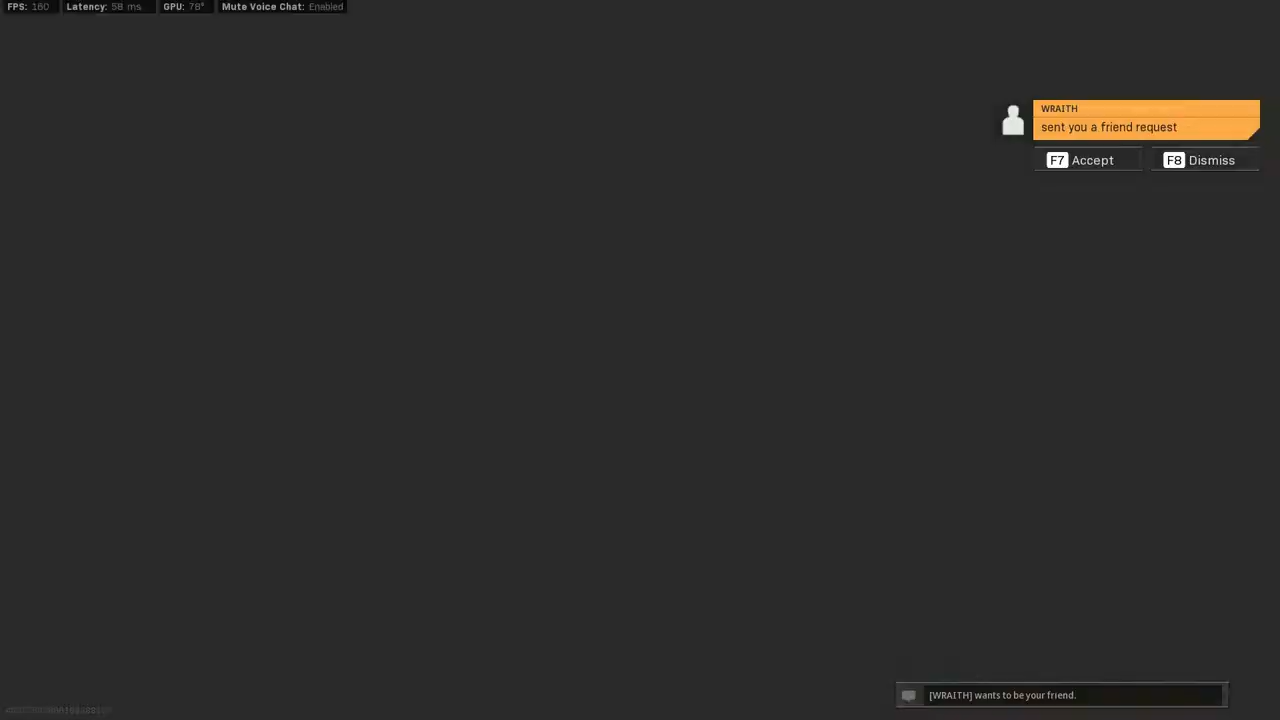 FPS: 160 Latency: 58 ms GPU: 78° Mute Voice Chat: Enabled
WRAITH
sent you a friend request
F7 Accept F8 Dismiss
[WRAITH] wants to be your friend.